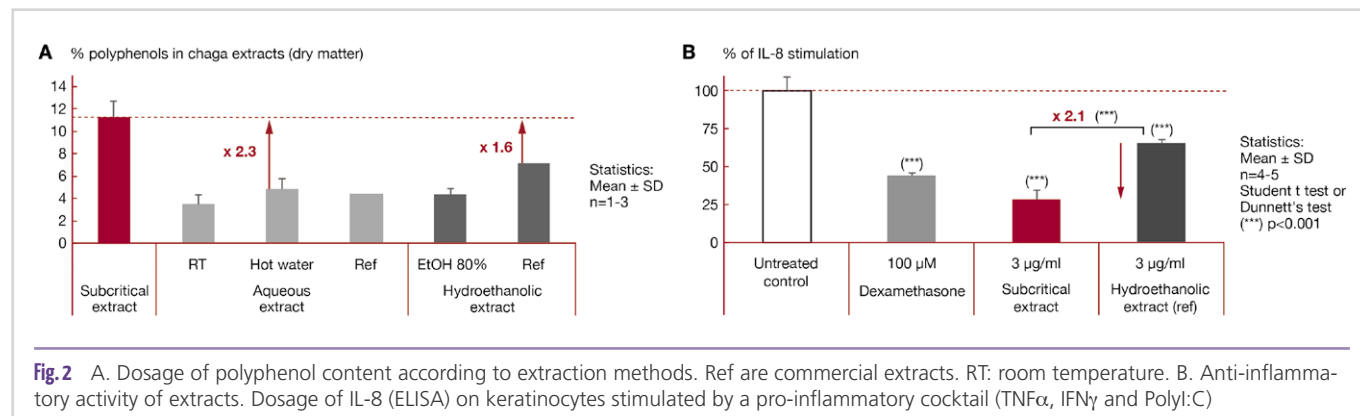 A % polyphenols in chaga extracts (dry matter)
14
12
10
8
6
4
2
0
x 2.3
x 1.6
Statistics:
Mean ± SD
n=1-3
RT Hot water Ref EtOH 80% Ref
Subcritical extract
Aqueous extract
Hydroethanolic extract
B % of IL-8 stimulation
100
75
50
25
0
x 2.1 (***)
(***)
(***)
(***)
Statistics:
Mean ± SD
n=4-5
Student t test or
Dunnett's test
(***) p<0.001
Untreated
control
100 µM
Dexamethasone
3 µg/ml
Subcritical
extract
3 µg/ml
Hydroethanolic
extract (ref)
Fig. 2 A. Dosage of polyphenol content according to extraction methods. Ref are commercial extracts. RT: room temperature. B. Anti-inflamma-
tory activity of extracts. Dosage of IL-8 (ELISA) on keratinocytes stimulated by a pro-inflammatory cocktail (TNFα, IFNγ and PolyI:C)